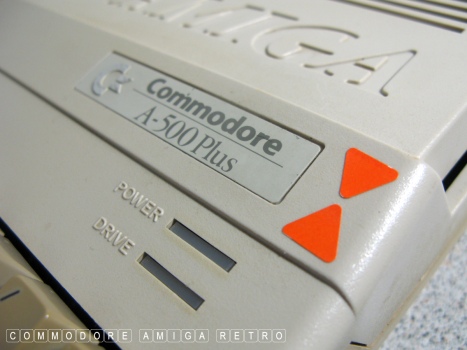 AMIGA
Commodore
A-500 Plus
POWER
DRIVE
COMMODORE AMIGA RETRO